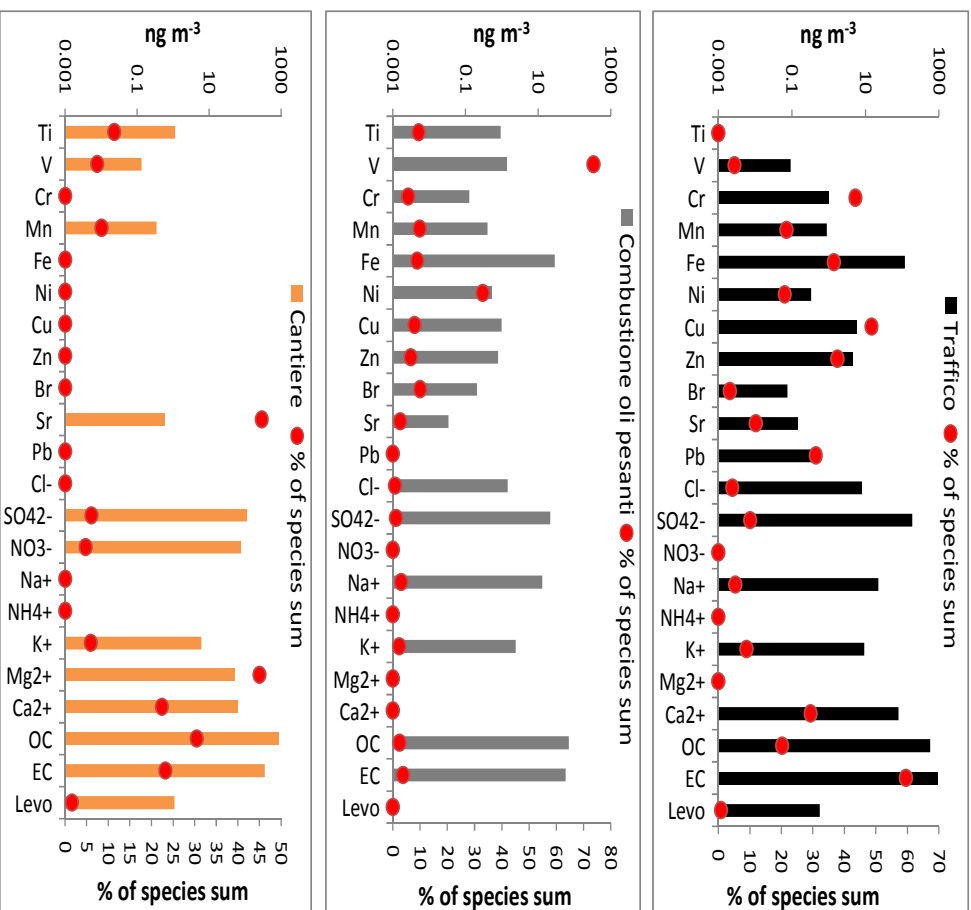 ng m-3
0.001
0.1
10
1000
Ti
V
Cr
Mn
Fe
Ni
Cu
Zn
Br
Sr
Pb
Cl-
SO42-
NO3-
Na+
NH4+
K+
Mg2+
Ca2+
OC
EC
Levo
Cantiere
% of species sum
0 5 10 15 20 25 30 35 40 45 50
% of species sum
ng m-3
0.001
0.1
10
1000
Ti
V
Cr
Mn
Fe
Ni
Cu
Zn
Br
Sr
Pb
Cl-
SO42-
NO3-
Na+
NH4+
K+
Mg2+
Ca2+
OC
EC
Levo
Combustione oli pesanti
% of species sum
0 10 20 30 40 50 60 70 80
% of species sum
ng m-3
0.001
0.1
10
1000
Ti
V
Cr
Mn
Fe
Ni
Cu
Zn
Br
Sr
Pb
Cl-
SO42-
NO3-
Na+
NH4+
K+
Mg2+
Ca2+
OC
EC
Levo
Traffico
% of species sum
0 10 20 30 40 50 60 70
% of species sum